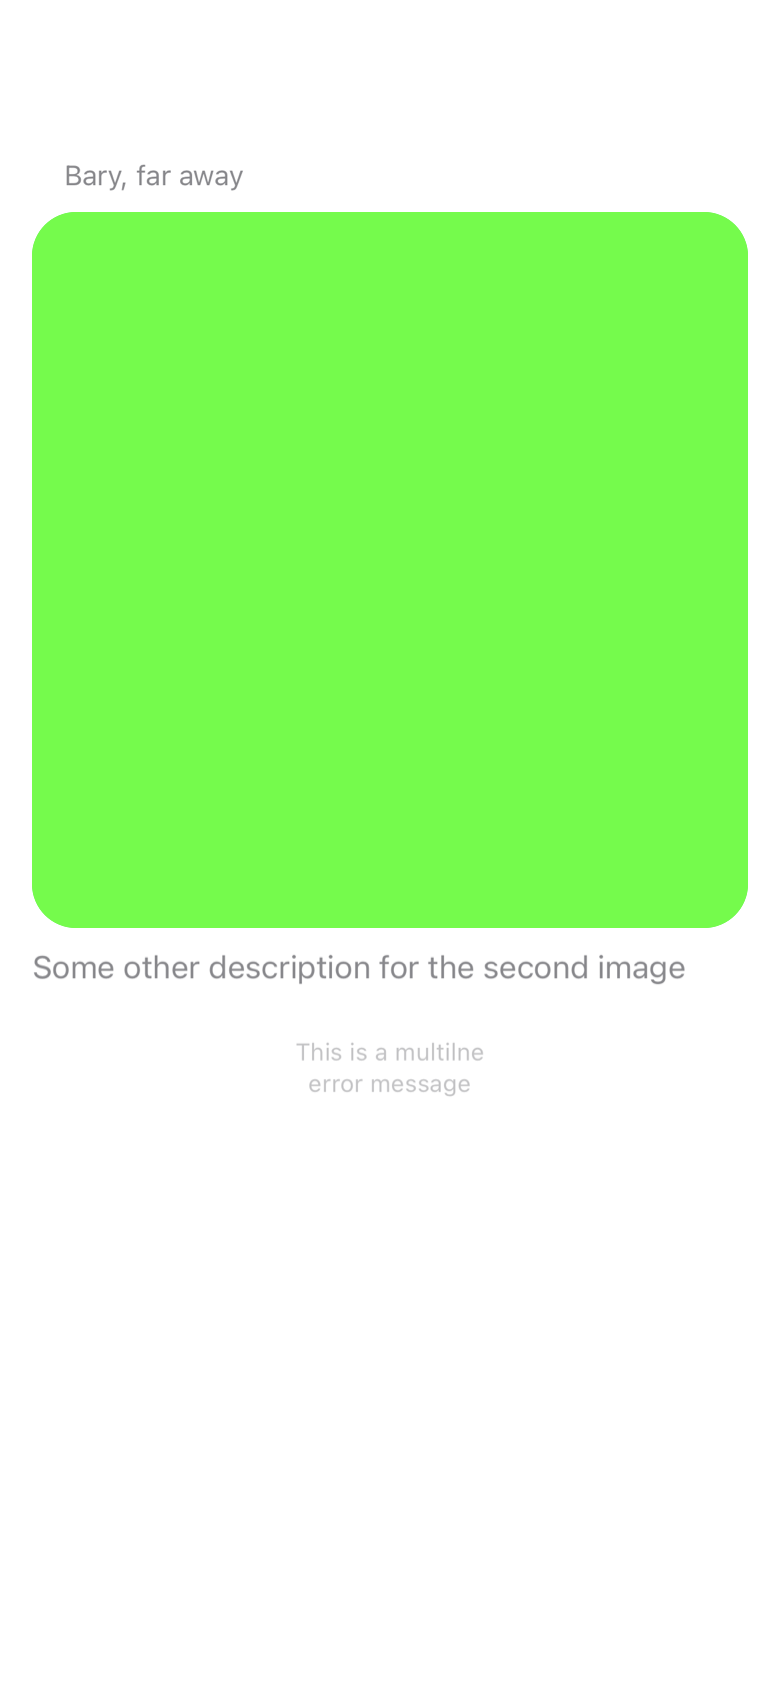 Bary, far away
Some other description for the second image
This is a multilne
error message